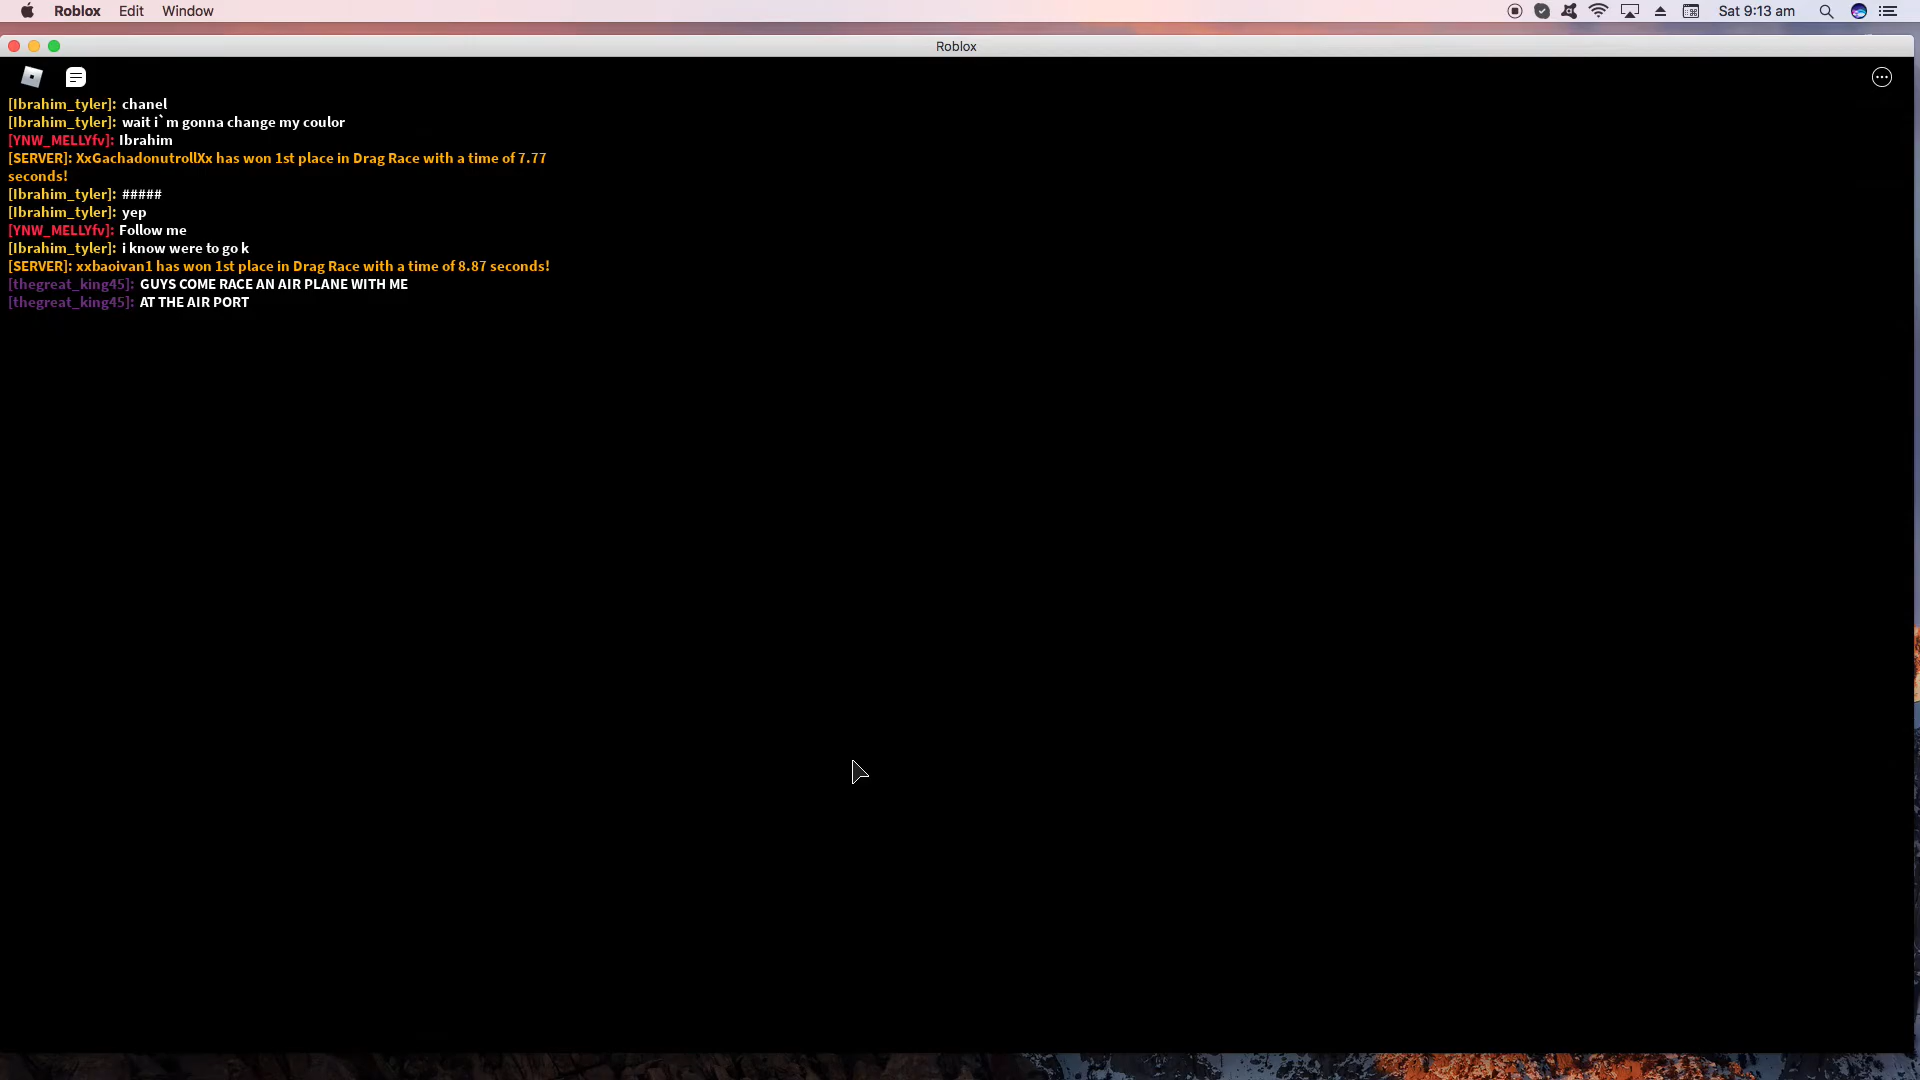 Roblox Edit Window Sat 9:13 am
Roblox
[Ibrahim_tyler]: chanel
[Ibrahim_tyler]: wait i`m gonna change my coulor
[YNW_MELLYfv]: Ibrahim
[SERVER]: XxGachadonutrollXx has won 1st place in Drag Race with a time of 7.77
seconds!
[Ibrahim_tyler]: #####
[Ibrahim_tyler]: yep
[YNW_MELLYfv]: Follow me
[Ibrahim_tyler]: i know were to go k
[SERVER]: xxbaoivan1 has won 1st place in Drag Race with a time of 8.87 seconds!
[thegreat_king45]: GUYS COME RACE AN AIR PLANE WITH ME
[thegreat_king45]: AT THE AIR PORT